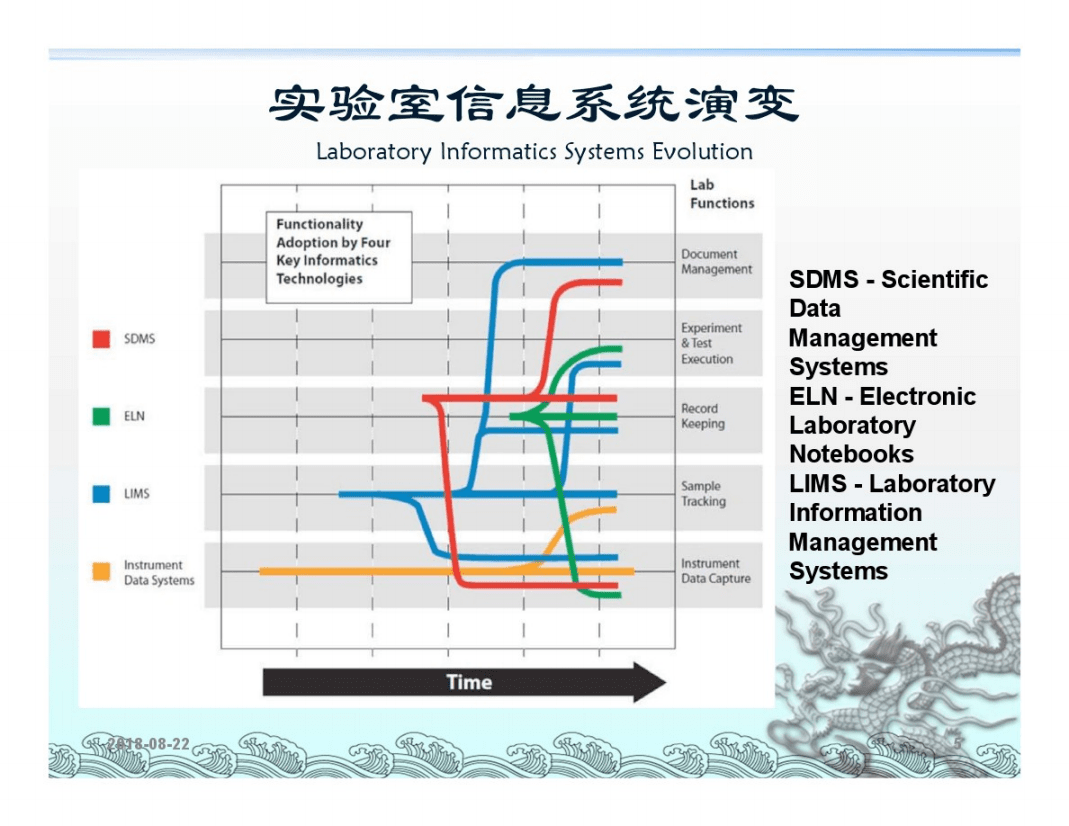 实验室信息系统演变
Laboratory Informatics Systems Evolution
Lab
Functions
Functionality
Adoption by Four
Key Informatics
Technologies
Document
Management
Experiment
& Test
Execution
Record
Keeping
Sample
Tracking
Instrument
Data Capture
SDMS
ELN
LIMS
Instrument
Data Systems
Time
SDMS - Scientific
Data
Management
Systems
ELN - Electronic
Laboratory
Notebooks
LIMS - Laboratory
Information
Management
Systems
2018-08-22
5